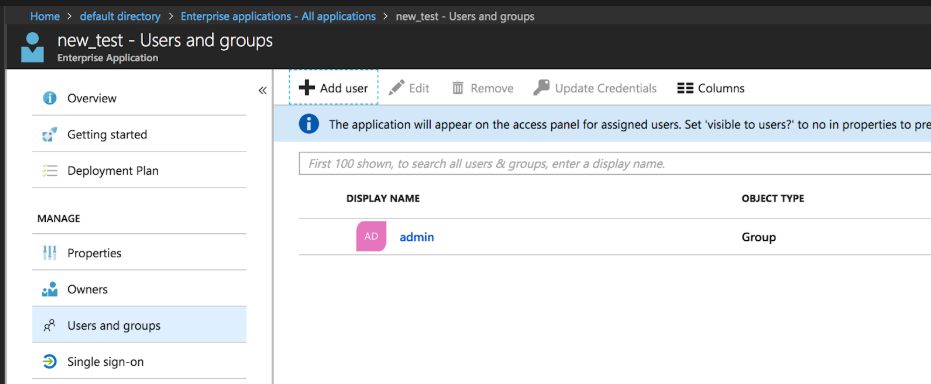 Home > default directory > Enterprise applications - All applications > new_test - Users and groups
new_test - Users and groups
Enterprise Application
«
Overview
Getting started
Deployment Plan
MANAGE
Properties
Owners
Users and groups
Single sign-on
Add user Edit Remove Update Credentials Columns
The application will appear on the access panel for assigned users. Set 'visible to users?' to no in properties to pre
First 100 shown, to search all users & groups, enter a display name.
DISPLAY NAME OBJECT TYPE
AD admin Group